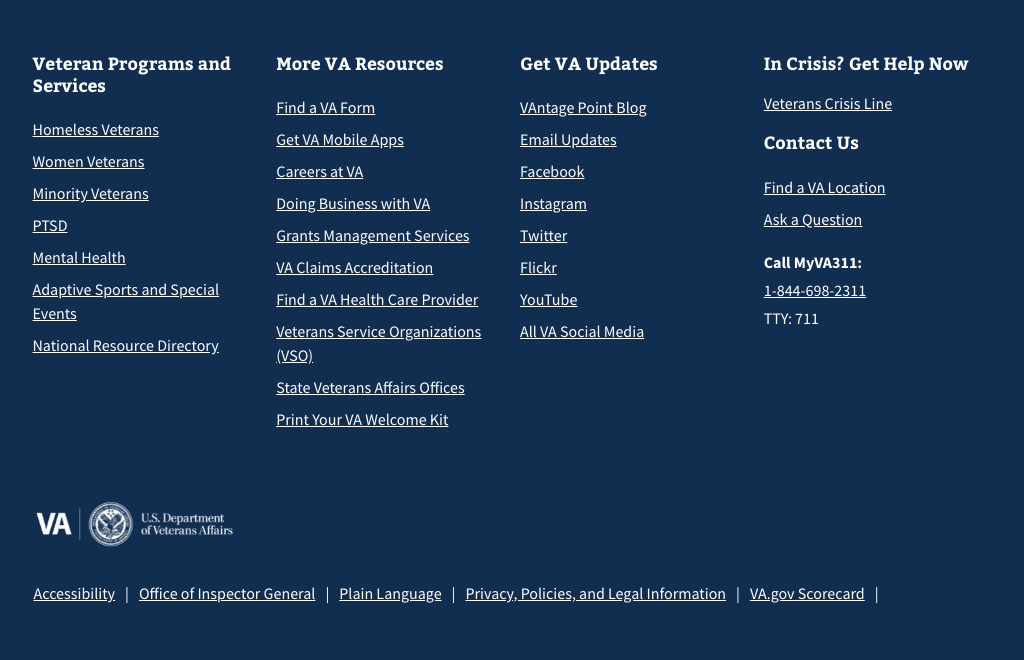 Veteran Programs and
Services
Homeless Veterans
Women Veterans
Minority Veterans
PTSD
Mental Health
Adaptive Sports and Special
Events
National Resource Directory
More VA Resources
Find a VA Form
Get VA Mobile Apps
Careers at VA
Doing Business with VA
Grants Management Services
VA Claims Accreditation
Find a VA Health Care Provider
Veterans Service Organizations
(VSO)
State Veterans Affairs Offices
Print Your VA Welcome Kit
Get VA Updates
VAntage Point Blog
Email Updates
Facebook
Instagram
Twitter
Flickr
YouTube
All VA Social Media
In Crisis? Get Help Now
Veterans Crisis Line
Contact Us
Find a VA Location
Ask a Question
Call MyVA311:
1-844-698-2311
TTY: 711
VA | U.S. Department
of Veterans Affairs
Accessibility | Office of Inspector General | Plain Language | Privacy, Policies, and Legal Information | VA.gov Scorecard |